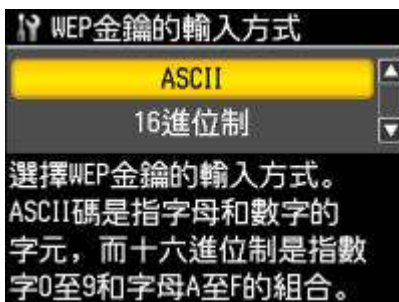 WEP金鑰的輸入方式
ASCII
16進位制
選擇WEP金鑰的輸入方式。
ASCII碼是指字母和數字的
字元，而十六進位制是指數
字0至9和字母A至F的組合。